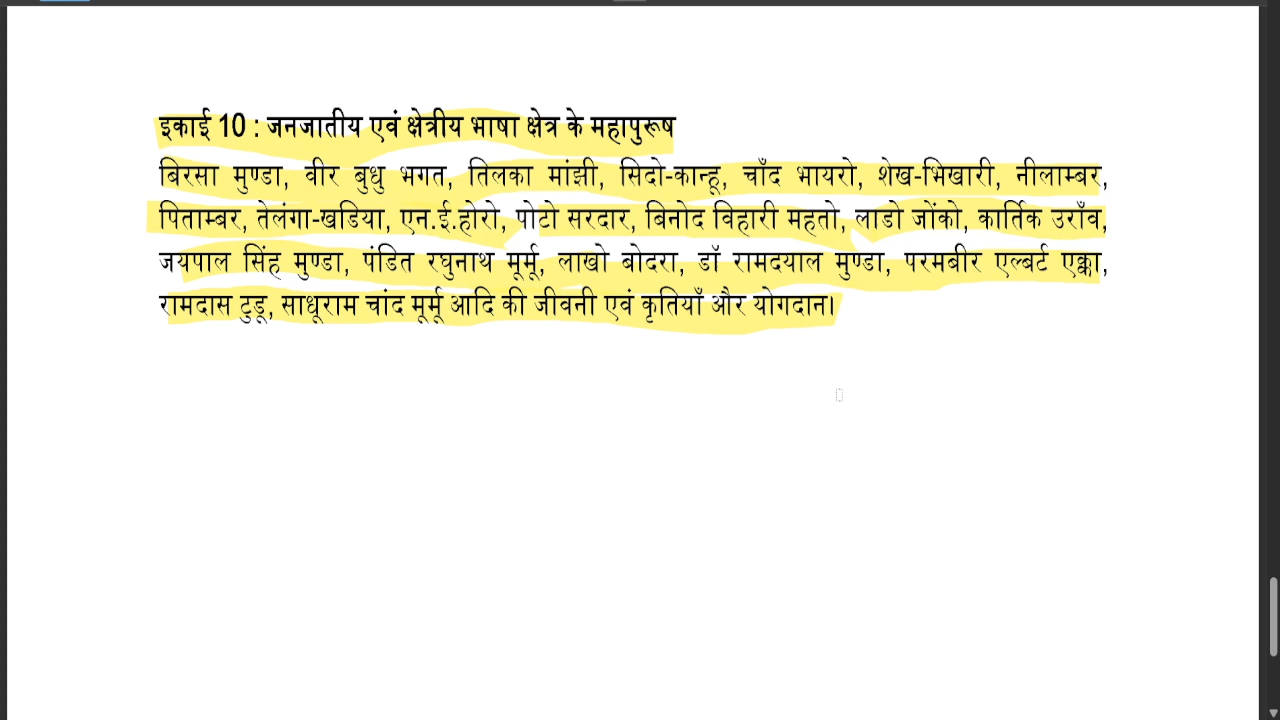 इकाई 10 : जनजातीय एवं क्षेत्रीय भाषा क्षेत्र के महापुरूष
बिरसा मुण्डा, वीर बुधु भगत, तिलका मांझी, सिदो-कान्हू, चाँद भायरो, शेख-भिखारी, नीलाम्बर,
पिताम्बर, तेलंगा-खडिया, एन.ई.होरो, पोटो सरदार, बिनोद विहारी महतो, लाडो जोंको, कार्तिक उराँव,
जयपाल सिंह मुण्डा, पंडित रघुनाथ मूर्मू, लाखो बोदरा, डॉ रामदयाल मुण्डा, परमबीर एल्बर्ट एक्का,
रामदास टुडू, साधूराम चांद मूर्मू आदि की जीवनी एवं कृतियाँ और योगदान।